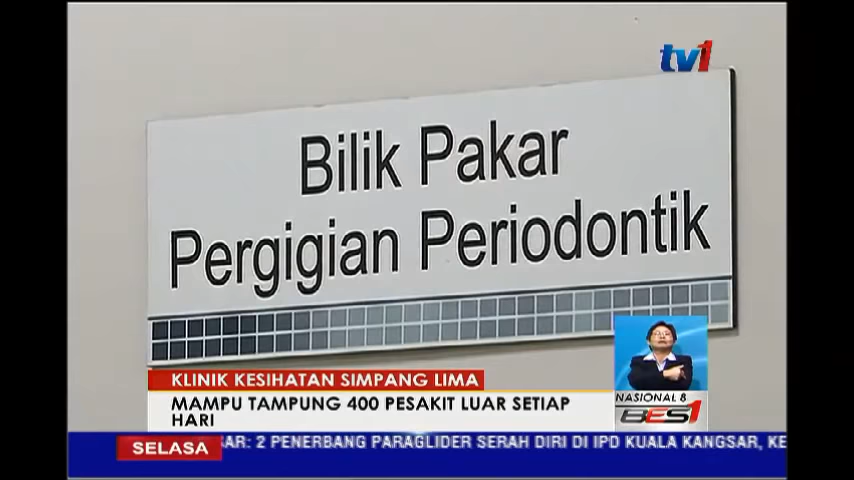 tv1
Bilik Pakar
Pergigian Periodontik
KLINIK KESIHATAN SIMPANG LIMA
MAMPU TAMPUNG 400 PESAKIT LUAR SETIAP
HARI
NASIONAL 8
BES1
SELASA
AR: 2 PENERBANG PARAGLIDER SERAH DIRI DI IPD KUALA KANGSAR, KE